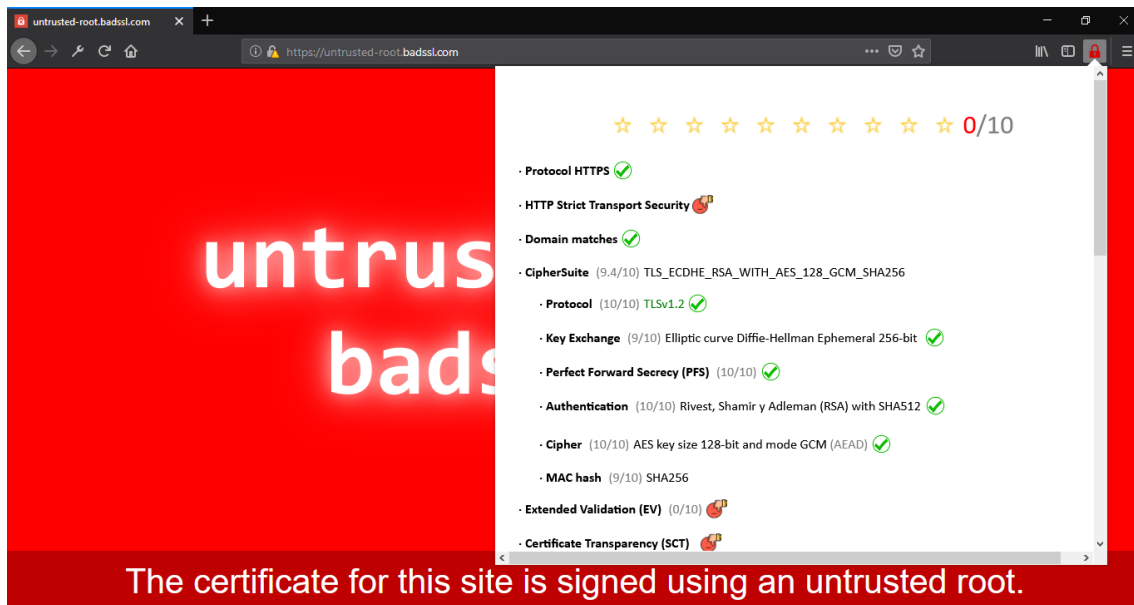 untrusted-root.badssl.com
https://untrusted-root.badssl.com
0/10
· Protocol HTTPS
· HTTP Strict Transport Security
· Domain matches
· CipherSuite (9.4/10) TLS_ECDHE_RSA_WITH_AES_128_GCM_SHA256
· Protocol (10/10) TLSv1.2
· Key Exchange (9/10) Elliptic curve Diffie-Hellman Ephemeral 256-bit
· Perfect Forward Secrecy (PFS) (10/10)
· Authentication (10/10) Rivest, Shamir y Adleman (RSA) with SHA512
· Cipher (10/10) AES key size 128-bit and mode GCM (AEAD)
· MAC hash (9/10) SHA256
· Extended Validation (EV) (0/10)
· Certificate Transparency (SCT)
untrus
bads
The certificate for this site is signed using an untrusted root.